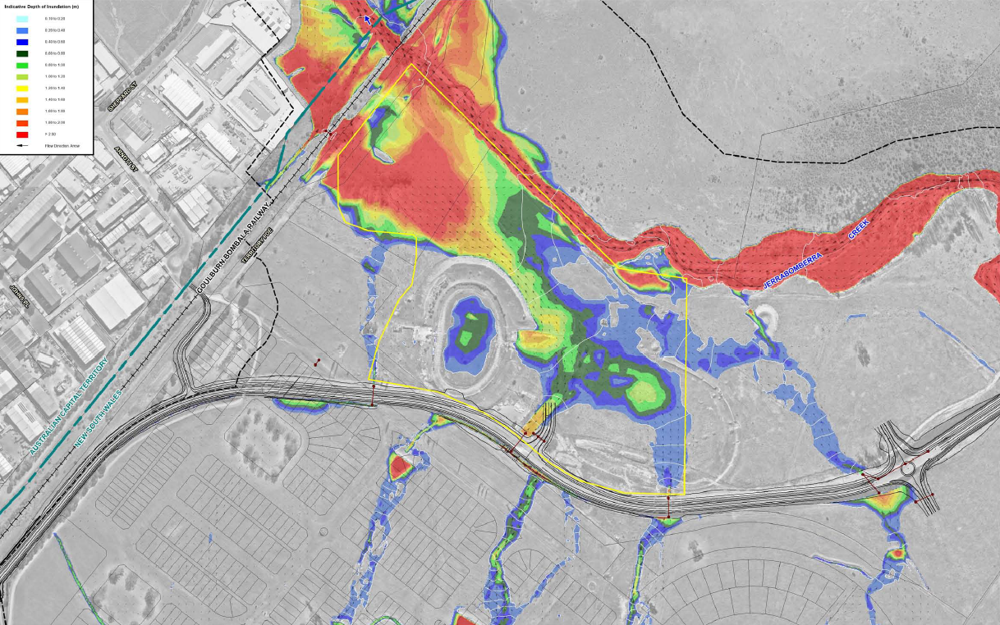 Indicative Depth of Inundation (m)
0.10 to 0.20
0.20 to 0.40
0.40 to 0.60
0.60 to 0.80
0.80 to 1.00
1.00 to 1.20
1.20 to 1.40
1.40 to 1.60
1.60 to 1.80
1.80 to 2.00
> 2.00
Flow Direction Arrow
SHEPPARD ST
ARNOTT ST
JOHNS PL
GOULBURN BOMBALA RAILWAY
JERRABOMBERRA
CREEK
AUSTRALIAN CAPITAL TERRITORY
NEW SOUTH WALES